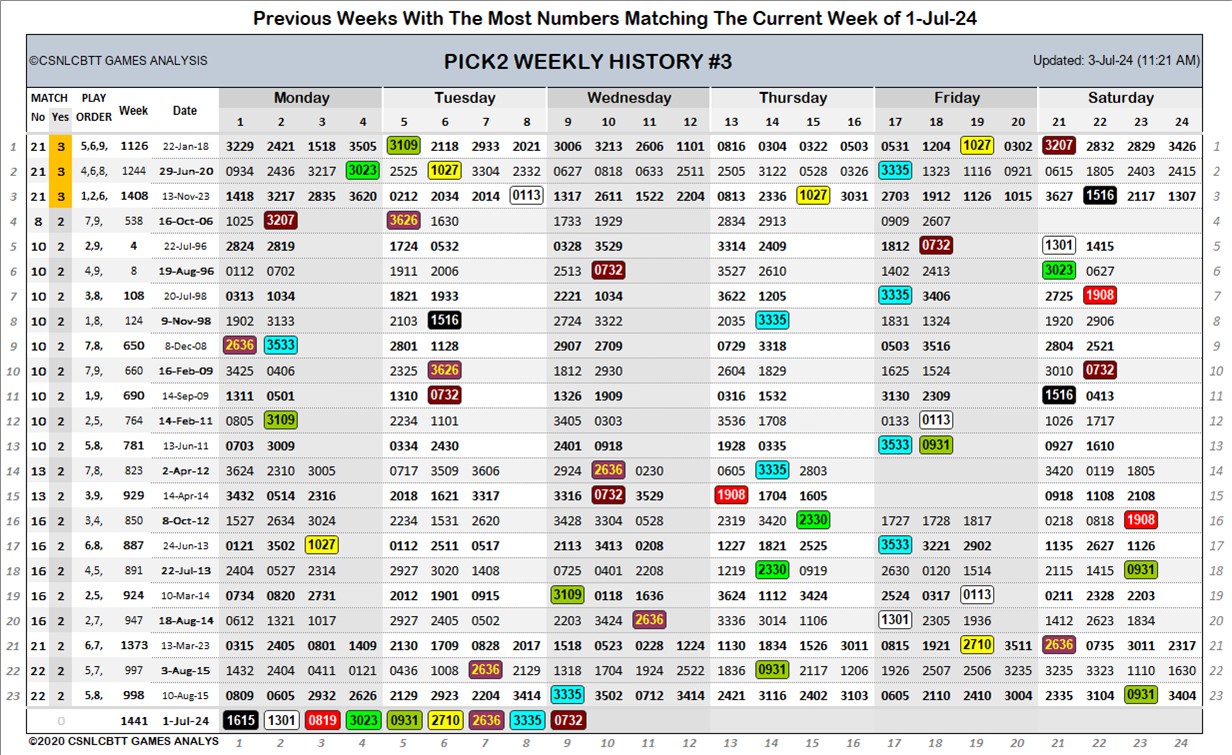 Previous Weeks With The Most Numbers Matching The Current Week of 1-Jul-24
©CSNLCBTT GAMES ANALYSIS PICK2 WEEKLY HISTORY #3 Updated: 3-Jul-24 (11:21 AM)
MATCH PLAY Week Date Monday Tuesday Wednesday Thursday Friday Saturday
No Yes ORDER 1 2 3 4 5 6 7 8 9 10 11 12 13 14 15 16 17 18 19 20 21 22 23 24
1 21 3 5,6,9, 1126 22-Jan-18 3229 2421 1518 3505 3109 2118 2933 2021 3006 3213 2606 1101 0816 0304 0322 0503 0531 1204 1027 0302 3207 2832 2829 3426 1
2 21 3 4,6,8, 1244 29-Jun-20 0934 2436 3217 3023 2525 1027 3304 2332 0627 0818 0633 2511 2505 3122 0528 0326 3335 1323 1116 0921 0615 1805 2403 2415 2
3 21 3 1,2,6, 1408 13-Nov-23 1418 3217 2835 3620 0212 2034 2014 0113 1317 2611 1522 2204 0813 2336 1027 3031 2703 1912 1126 1015 3627 1516 2117 1307 3
4 8 2 7,9, 538 16-Oct-06 1025 3207 3626 1630 1733 1929 2834 2913 0909 2607 4
5 10 2 2,9, 4 22-Jul-96 2824 2819 1724 0532 0328 3529 3314 2409 1812 0732 1301 1415 5
6 10 2 4,9, 8 19-Aug-96 0112 0702 1911 2006 2513 0732 3527 2610 1402 2413 3023 0627 6
7 10 2 3,8, 108 20-Jul-98 0313 1034 1821 1933 2221 1034 3622 1205 3335 3406 2725 1908 7
8 10 2 1,8, 124 9-Nov-98 1902 3133 2103 1516 2724 3322 2035 3335 1831 1324 1920 2906 8
9 10 2 7,8, 650 8-Dec-08 2636 3533 2801 1128 2907 2709 0729 3318 0503 3516 2804 2521 9
10 10 2 7,9, 660 16-Feb-09 3425 0406 2325 3626 1812 2930 2604 1829 1625 1524 3010 0732 10
11 10 2 1,9, 690 14-Sep-09 1311 0501 1310 0732 1326 1909 0316 1532 3130 2309 1516 0413 11
12 10 2 2,5, 764 14-Feb-11 0805 3109 2234 1101 3405 0303 3536 1708 0133 0113 1026 1717 12
13 10 2 5,8, 781 13-Jun-11 0703 3009 0334 2430 2401 0918 1928 0335 3533 0931 0927 1610 13
14 13 2 7,8, 823 2-Apr-12 3624 2310 3005 0717 3509 3606 2924 2636 0230 0605 3335 2803 3420 0119 1805 14
15 13 2 3,9, 929 14-Apr-14 3432 0514 2316 2018 1621 3317 3316 0732 3529 1908 1704 1605 0918 1108 2108 15
16 16 2 3,4, 850 8-Oct-12 1527 2634 3024 2234 1531 2620 3428 3304 0528 2319 3420 2330 1727 1728 1817 0218 0818 1908 16
17 16 2 6,8, 887 24-Jun-13 0121 3502 1027 0112 2511 0517 2113 3413 0208 1227 1821 2525 3533 3221 2902 1135 2627 1126 17
18 16 2 4,5, 891 22-Jul-13 2404 0527 2314 2927 3020 1408 0725 0401 2208 1219 2330 0919 2630 0120 1514 2115 1415 0931 18
19 16 2 2,5, 924 10-Mar-14 0734 0820 2731 2012 1901 0915 3109 0118 1636 3624 1112 3424 2524 0317 0113 0211 2328 2203 19
20 16 2 2,7, 947 18-Aug-14 0612 1321 1017 2927 2405 0502 2203 3424 2636 3336 3014 1106 1301 2305 1936 1412 2623 1834 20
21 21 2 6,7, 1373 13-Mar-23 0315 2405 0801 1409 2130 1709 0828 2017 1518 0523 0228 1224 1130 1834 1526 3011 0815 1921 2710 3511 2636 0735 3011 2317 21
22 22 2 5,7, 997 3-Aug-15 1432 2404 0411 0121 0436 1008 2636 2129 1318 1704 1924 2522 1836 0931 2117 1206 1926 2507 2506 3235 3235 3323 1110 1630 22
23 22 2 5,8, 998 10-Aug-15 0809 0605 2932 2626 2129 2923 2204 3414 3335 3502 0712 3414 2421 3116 2402 3103 0605 2110 2410 3004 2335 3104 0931 3404 23
0 1441 1-Jul-24 1615 1301 0819 3023 0931 2710 2636 3335 0732
©2020 CSNLCBTT GAMES ANALYS 1 2 3 4 5 6 7 8 9 10 11 12 13 14 15 16 17 18 19 20 21 22 23 24